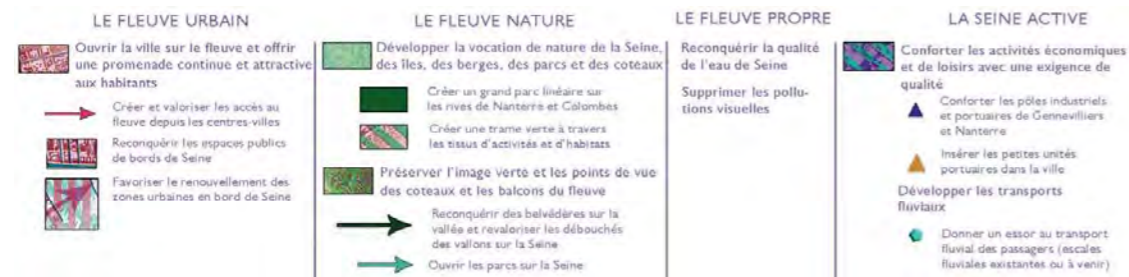 LE FLEUVE URBAIN
Ouvrir la ville sur le fleuve et offrir
une promenade continue et attractive
aux habitants
Créer et valoriser les accès au
fleuve depuis les centres-villes
Reconquérir les espaces publics
de bords de Seine
Favoriser le renouvellement des
zones urbaines en bord de Seine
LE FLEUVE NATURE
Développer la vocation de nature de la Seine,
des îles, des berges, des parcs et des coteaux
Créer un grand parc linéaire sur
les rives de Nanterre et Colombes
Créer une trame verte à travers
les tissus d'activités et d'habitats
Préserver l'image verte et les points de vue
des coteaux et les balcons du fleuve
Reconquérir des belvédères sur la
vallée et revaloriser les débouchés
des vallons sur la Seine
Ouvrir les parcs sur la Seine
LE FLEUVE PROPRE
Reconquérir la qualité
de l'eau de Seine
Supprimer les pollu-
tions visuelles
LA SEINE ACTIVE
Conforter les activités économiques
et de loisirs avec une exigence de
qualité
Conforter les pôles industriels
et portuaires de Gennevilliers
et Nanterre
Insérer les petites unités
portuaires dans la ville
Développer les transports
fluviaux
Donner un essor au transport
fluvial des passagers (escales
fluviales existantes ou à venir)